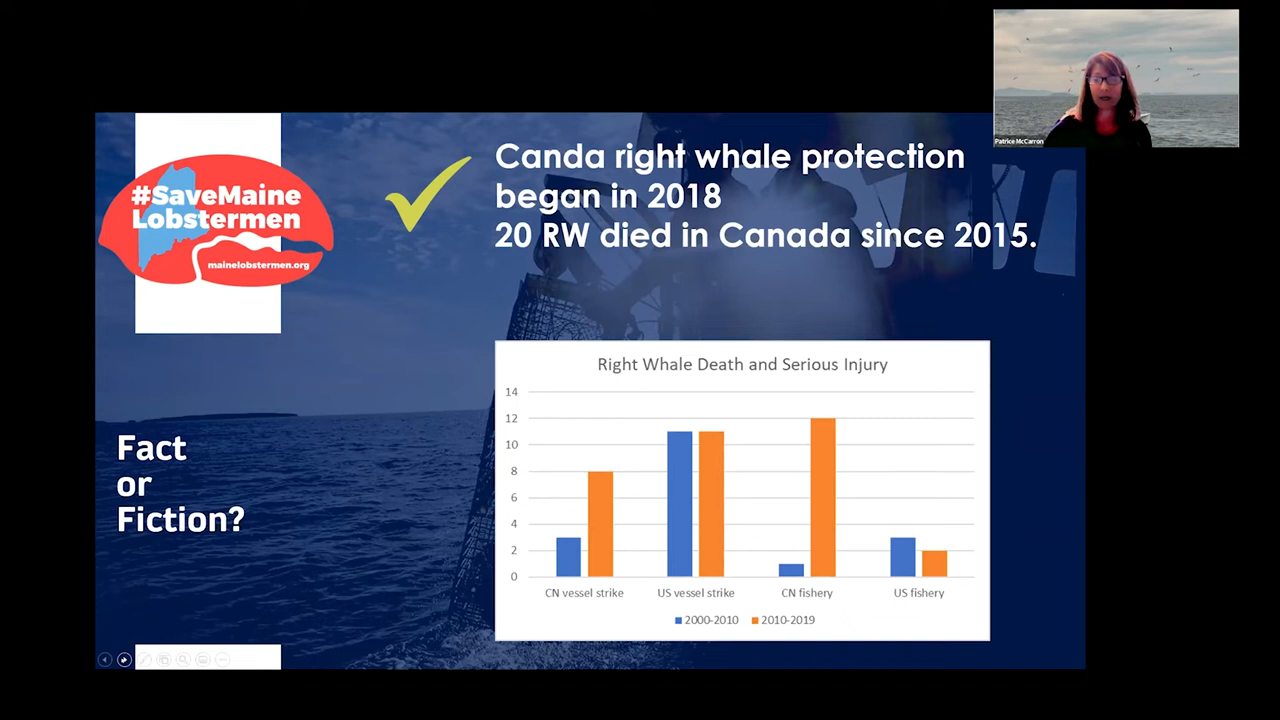 Patrice McCarron
#SaveMaine
Lobstermen
mainelobstermen.org
Canda right whale protection
began in 2018
20 RW died in Canada since 2015.
Fact
or
Fiction?
Right Whale Death and Serious Injury
14
12
10
8
6
4
2
0
CN vessel strike
US vessel strike
CN fishery
US fishery
2000-2010
2010-2019